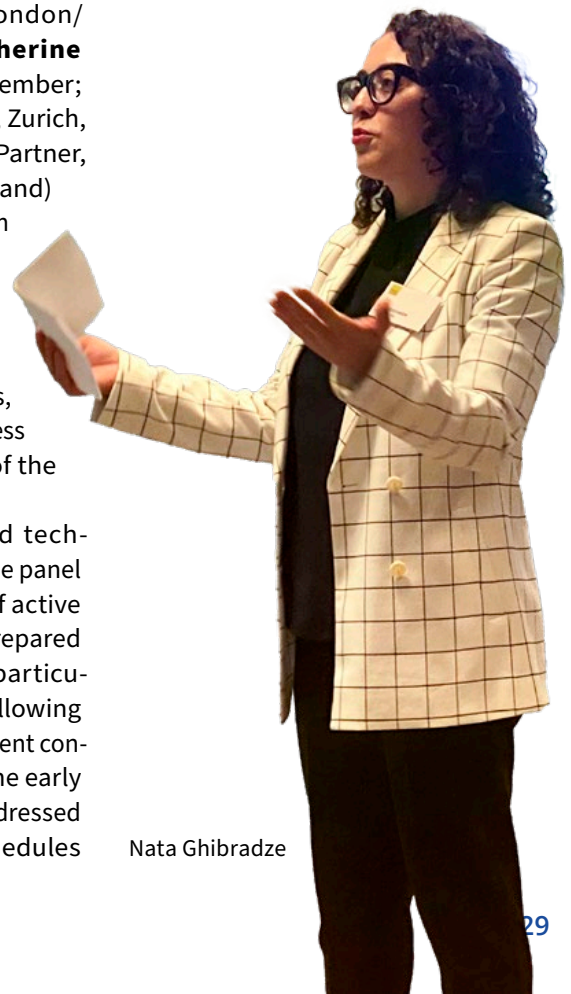 ondon/
herine
ember;
Zurich,
Partner,
and)
n
s,
ess
of the
d tech-
e panel
f active
repared
particu-
llowing
ent con-
ne early
dressed
edules
Nata Ghibradze
29